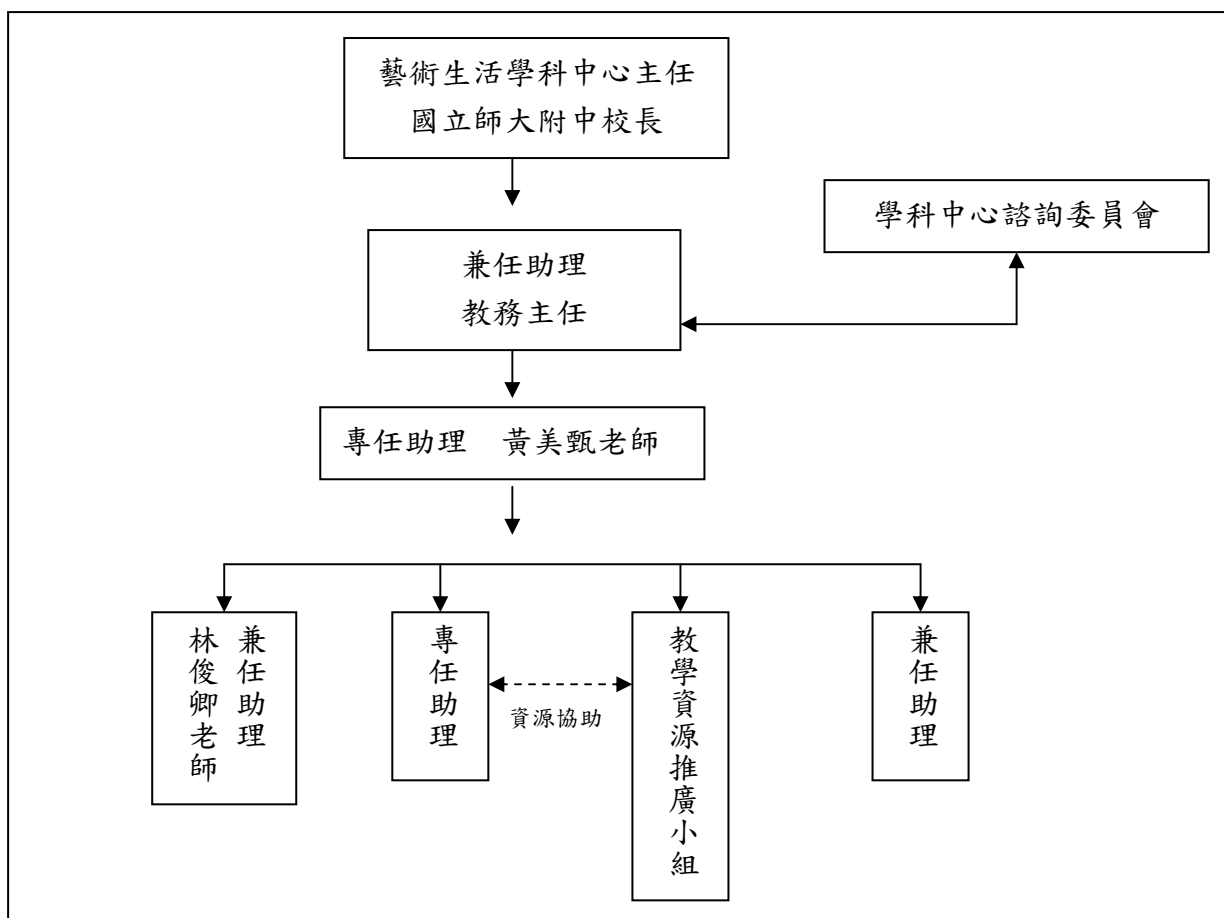 藝術生活學科中心主任
國立師大附中校長
學科中心諮詢委員會
兼任助理
教務主任
專任助理　黃美甄老師
兼任助理
林俊卿老師
專任助理
資源協助
教學資源推廣小組
兼任助理